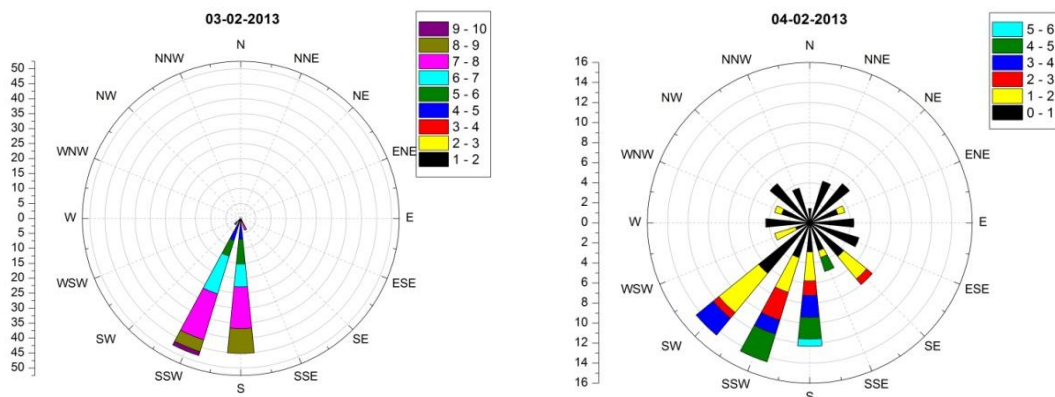 03-02-2013
N
NNE
NE
ENE
E
ESE
SE
SSE
S
SSW
SW
WSW
W
WNW
NW
NNW
50
45
40
35
30
25
20
15
10
5
0
5
10
15
20
25
30
35
40
45
50
9 - 10
8 - 9
7 - 8
6 - 7
5 - 6
4 - 5
3 - 4
2 - 3
1 - 2
04-02-2013
N
NNE
NE
ENE
E
ESE
SE
SSE
S
SSW
SW
WSW
W
WNW
NW
NNW
16
14
12
10
8
6
4
2
0
2
4
6
8
10
12
14
16
5 - 6
4 - 5
3 - 4
2 - 3
1 - 2
0 - 1